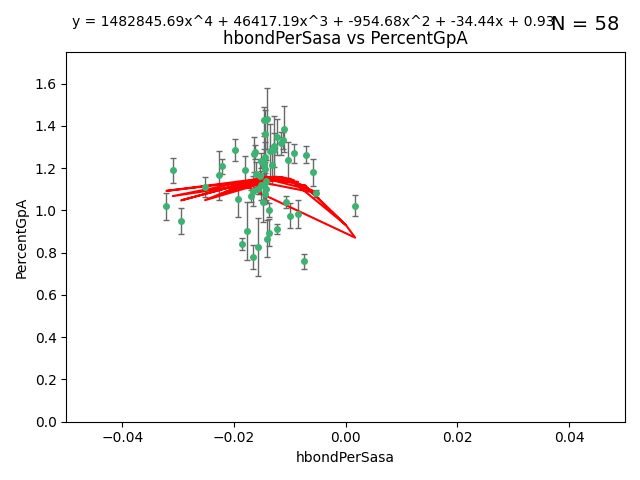 y = 1482845.69x^4 + 46417.19x^3 + -954.68x^2 + -34.44x + 0.93
N = 58
hbondPerSasa vs PercentGpA
1.6
1.4
1.2
1.0
0.8
0.6
0.4
0.2
0.0
PercentGpA
−0.04 −0.02 0.00 0.02 0.04
hbondPerSasa